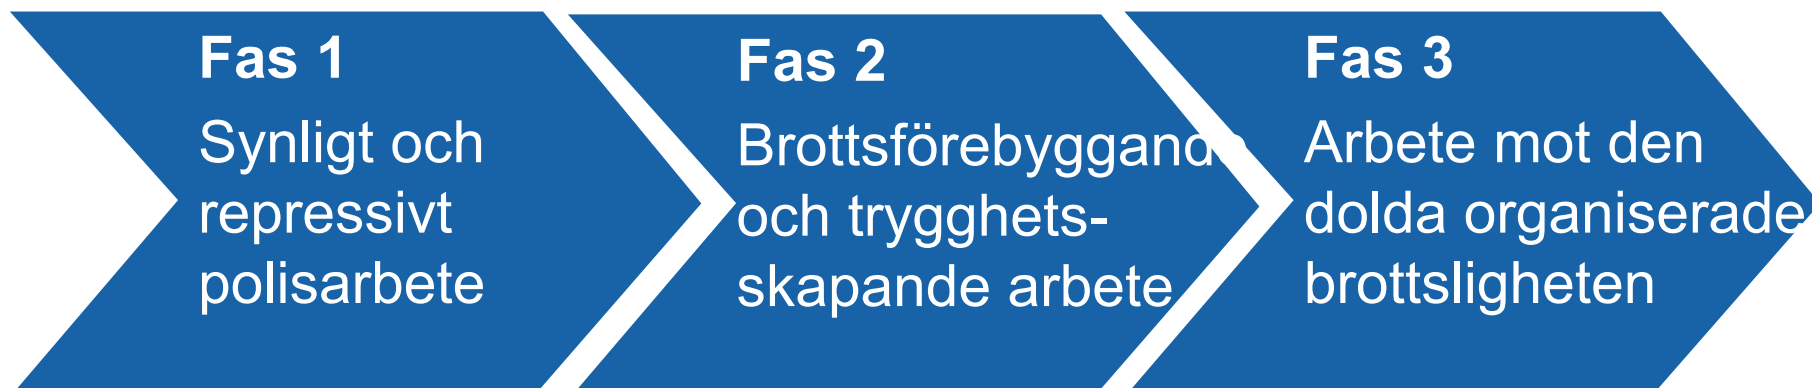 Fas 1
Synligt och
repressivt
polisarbete
Fas 2
Brottsförebyggande
och trygghets-
skapande arbete
Fas 3
Arbete mot den
dolda organiserade
brottsligheten